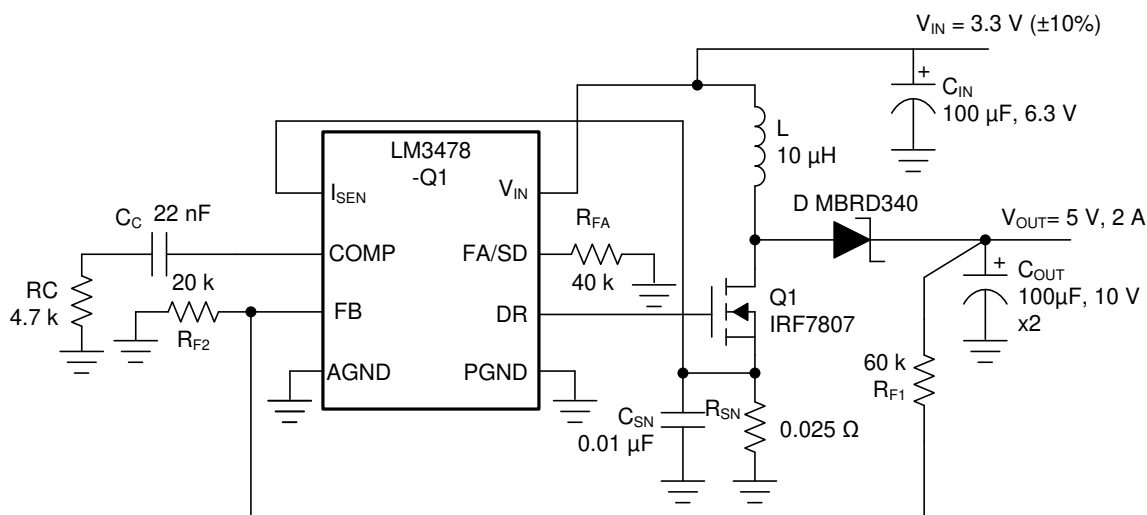 V_IN = 3.3 V (±10%)
C_IN
100 µF, 6.3 V
L
10 µH
LM3478
-Q1
I_SEN
V_IN
D MBRD340
V_OUT= 5 V, 2 A
C_C 22 nF
R_FA
COMP
FA/SD
40 k
C_OUT
100µF, 10 V
x2
RC
4.7 k
20 k
R_F2
FB
DR
Q1
IRF7807
AGND
PGND
60 k
R_F1
C_SN
0.01 µF
R_SN
0.025 Ω